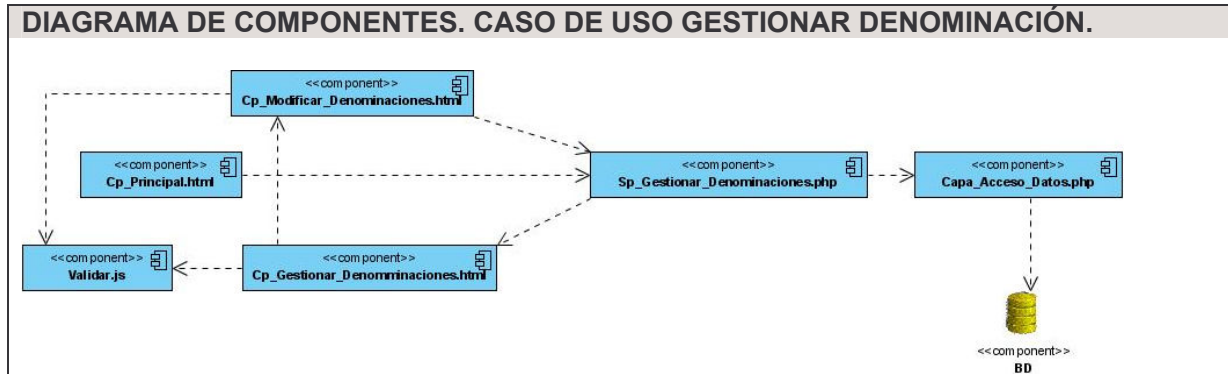 DIAGRAMA DE COMPONENTES. CASO DE USO GESTIONAR DENOMINACIÓN.
<<component>>
Cp_Modificar_Denominaciones.html
<<component>>
Cp_Principal.html
<<component>>
Sp_Gestionar_Denominaciones.php
<<component>>
Capa_Acceso_Datos.php
<<component>>
Validar.js
<<component>>
Cp_Gestionar_Denomminaciones.html
<<component>>
BD